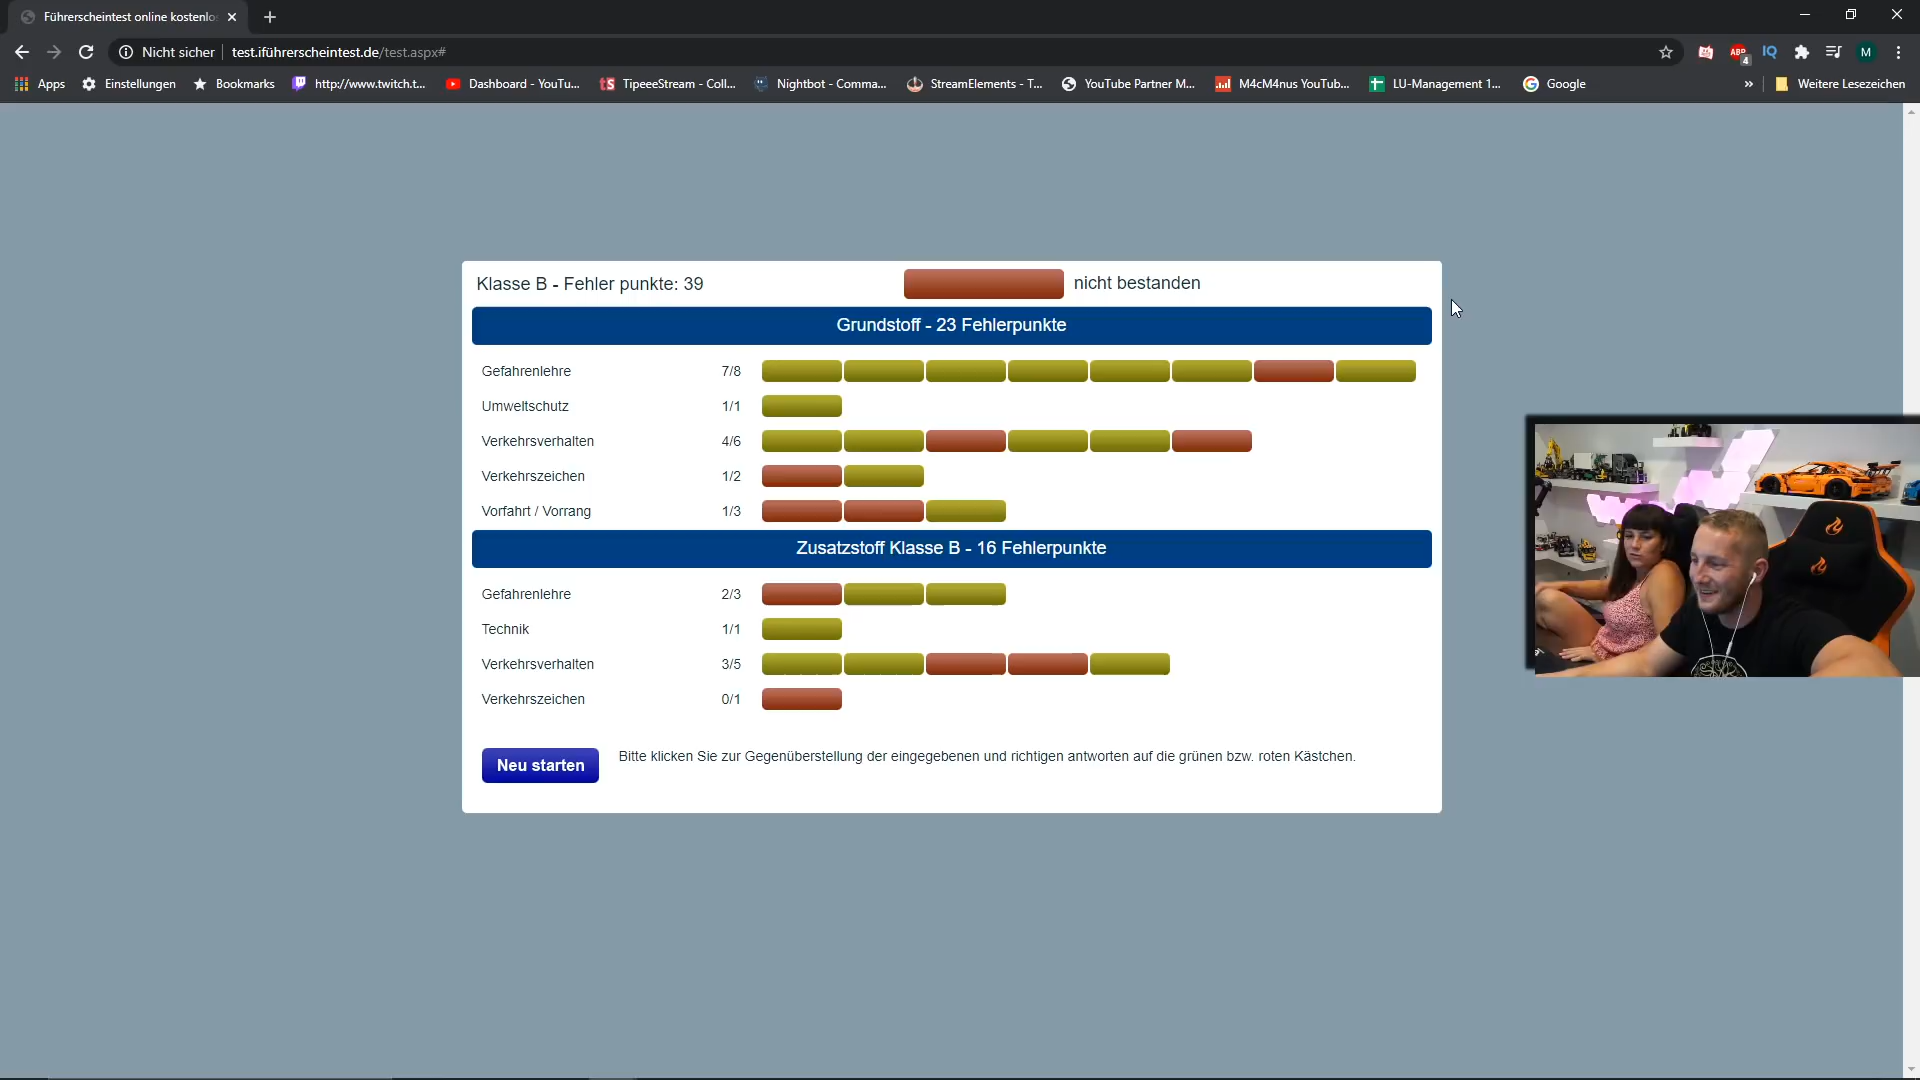 Führerscheintest online kostenlos
Nicht sicher
test.iführerscheintest.de/test.aspx#
ABP
4
IQ
M
Apps
Einstellungen
Bookmarks
http://www.twitch.t...
Dashboard - YouTu...
TipeeeStream - Coll...
Nightbot - Comma...
StreamElements - T...
YouTube Partner M...
M4cM4nus YouTub...
LU-Management 1...
Google
»
Weitere Lesezeichen
Klasse B - Fehler punkte: 39
nicht bestanden
Grundstoff - 23 Fehlerpunkte
Gefahrenlehre 7/8
Umweltschutz 1/1
Verkehrsverhalten 4/6
Verkehrszeichen 1/2
Vorfahrt / Vorrang 1/3
Zusatzstoff Klasse B - 16 Fehlerpunkte
Gefahrenlehre 2/3
Technik 1/1
Verkehrsverhalten 3/5
Verkehrszeichen 0/1
Neu starten
Bitte klicken Sie zur Gegenüberstellung der eingegebenen und richtigen antworten auf die grünen bzw. roten Kästchen.